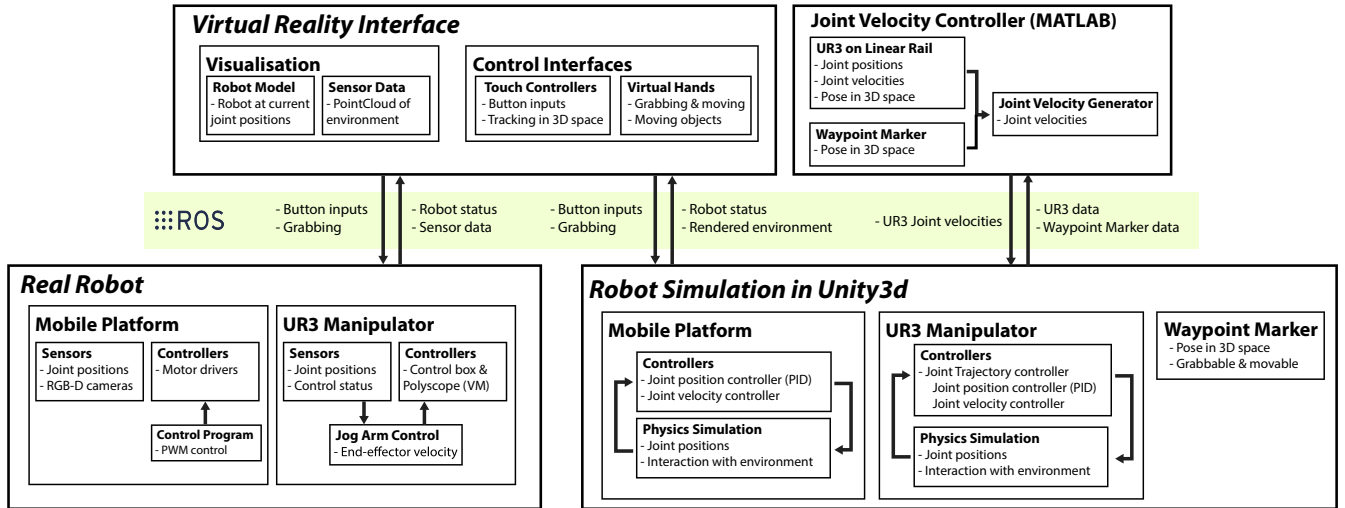 Virtual Reality Interface
Visualisation
Robot Model
- Robot at current
joint positions
Sensor Data
- PointCloud of
environment
Control Interfaces
Touch Controllers
- Button inputs
- Tracking in 3D space
Virtual Hands
- Grabbing & moving
- Moving objects
Joint Velocity Controller (MATLAB)
UR3 on Linear Rail
- Joint positions
- Joint velocities
- Pose in 3D space
Waypoint Marker
- Pose in 3D space
Joint Velocity Generator
- Joint velocities
ROS
- Button inputs
- Grabbing
- Robot status
- Sensor data
- Button inputs
- Grabbing
- Robot status
- Rendered environment
- UR3 Joint velocities
- UR3 data
- Waypoint Marker data
Real Robot
Mobile Platform
Sensors
- Joint positions
- RGB-D cameras
Controllers
- Motor drivers
Control Program
- PWM control
UR3 Manipulator
Sensors
- Joint positions
- Control status
Controllers
- Control box &
Polyscope (VM)
Jog Arm Control
- End-effector velocity
Robot Simulation in Unity3d
Mobile Platform
Controllers
- Joint position controller (PID)
- Joint velocity controller
Physics Simulation
- Joint positions
- Interaction with environment
UR3 Manipulator
Controllers
- Joint Trajectory controller
Joint position controller (PID)
Joint velocity controller
Physics Simulation
- Joint positions
- Interaction with environment
Waypoint Marker
- Pose in 3D space
- Grabbable & movable